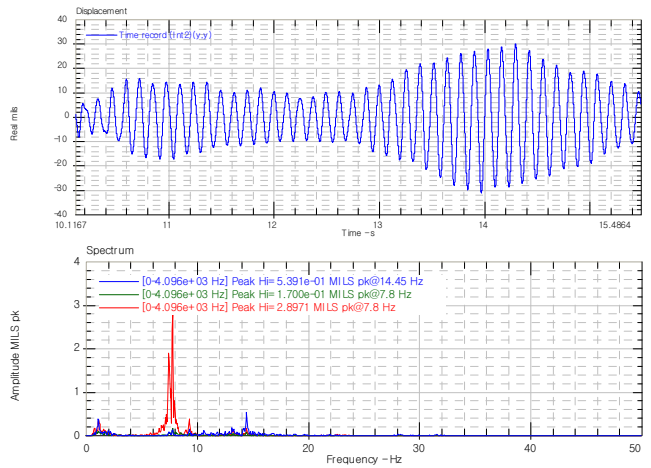 Displacement
40
Time record (Int2)(y.y)
30
20
10
0
-10
-20
-30
-40
Real mils
10.1167 11 12 13 14 15.4864
Time - s
Spectrum
4
[0-4.096e+03 Hz] Peak Hi= 5.391e-01 MILS pk@14.45 Hz
[0-4.096e+03 Hz] Peak Hi= 1.700e-01 MILS pk@7.8 Hz
[0-4.096e+03 Hz] Peak Hi= 2.8971 MILS pk@7.8 Hz
3
2
1
0
Amplitude MILS pk
0 10 20 30 40 50
Frequency - Hz